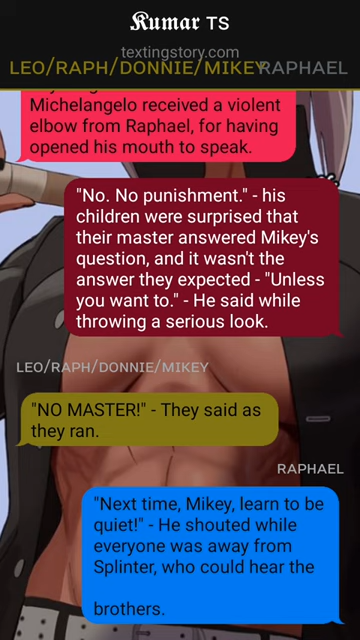 Kumar TS
textingstory.com
LEO/RAPH/DONNIE/MIKEY RAPHAEL
Michelangelo received a violent
elbow from Raphael, for having
opened his mouth to speak.
"No. No punishment." - his
children were surprised that
their master answered Mikey's
question, and it wasn't the
answer they expected - "Unless
you want to." - He said while
throwing a serious look.
LEO/RAPH/DONNIE/MIKEY
"NO MASTER!" - They said as
they ran.
RAPHAEL
"Next time, Mikey, learn to be
quiet!" - He shouted while
everyone was away from
Splinter, who could hear the
brothers.